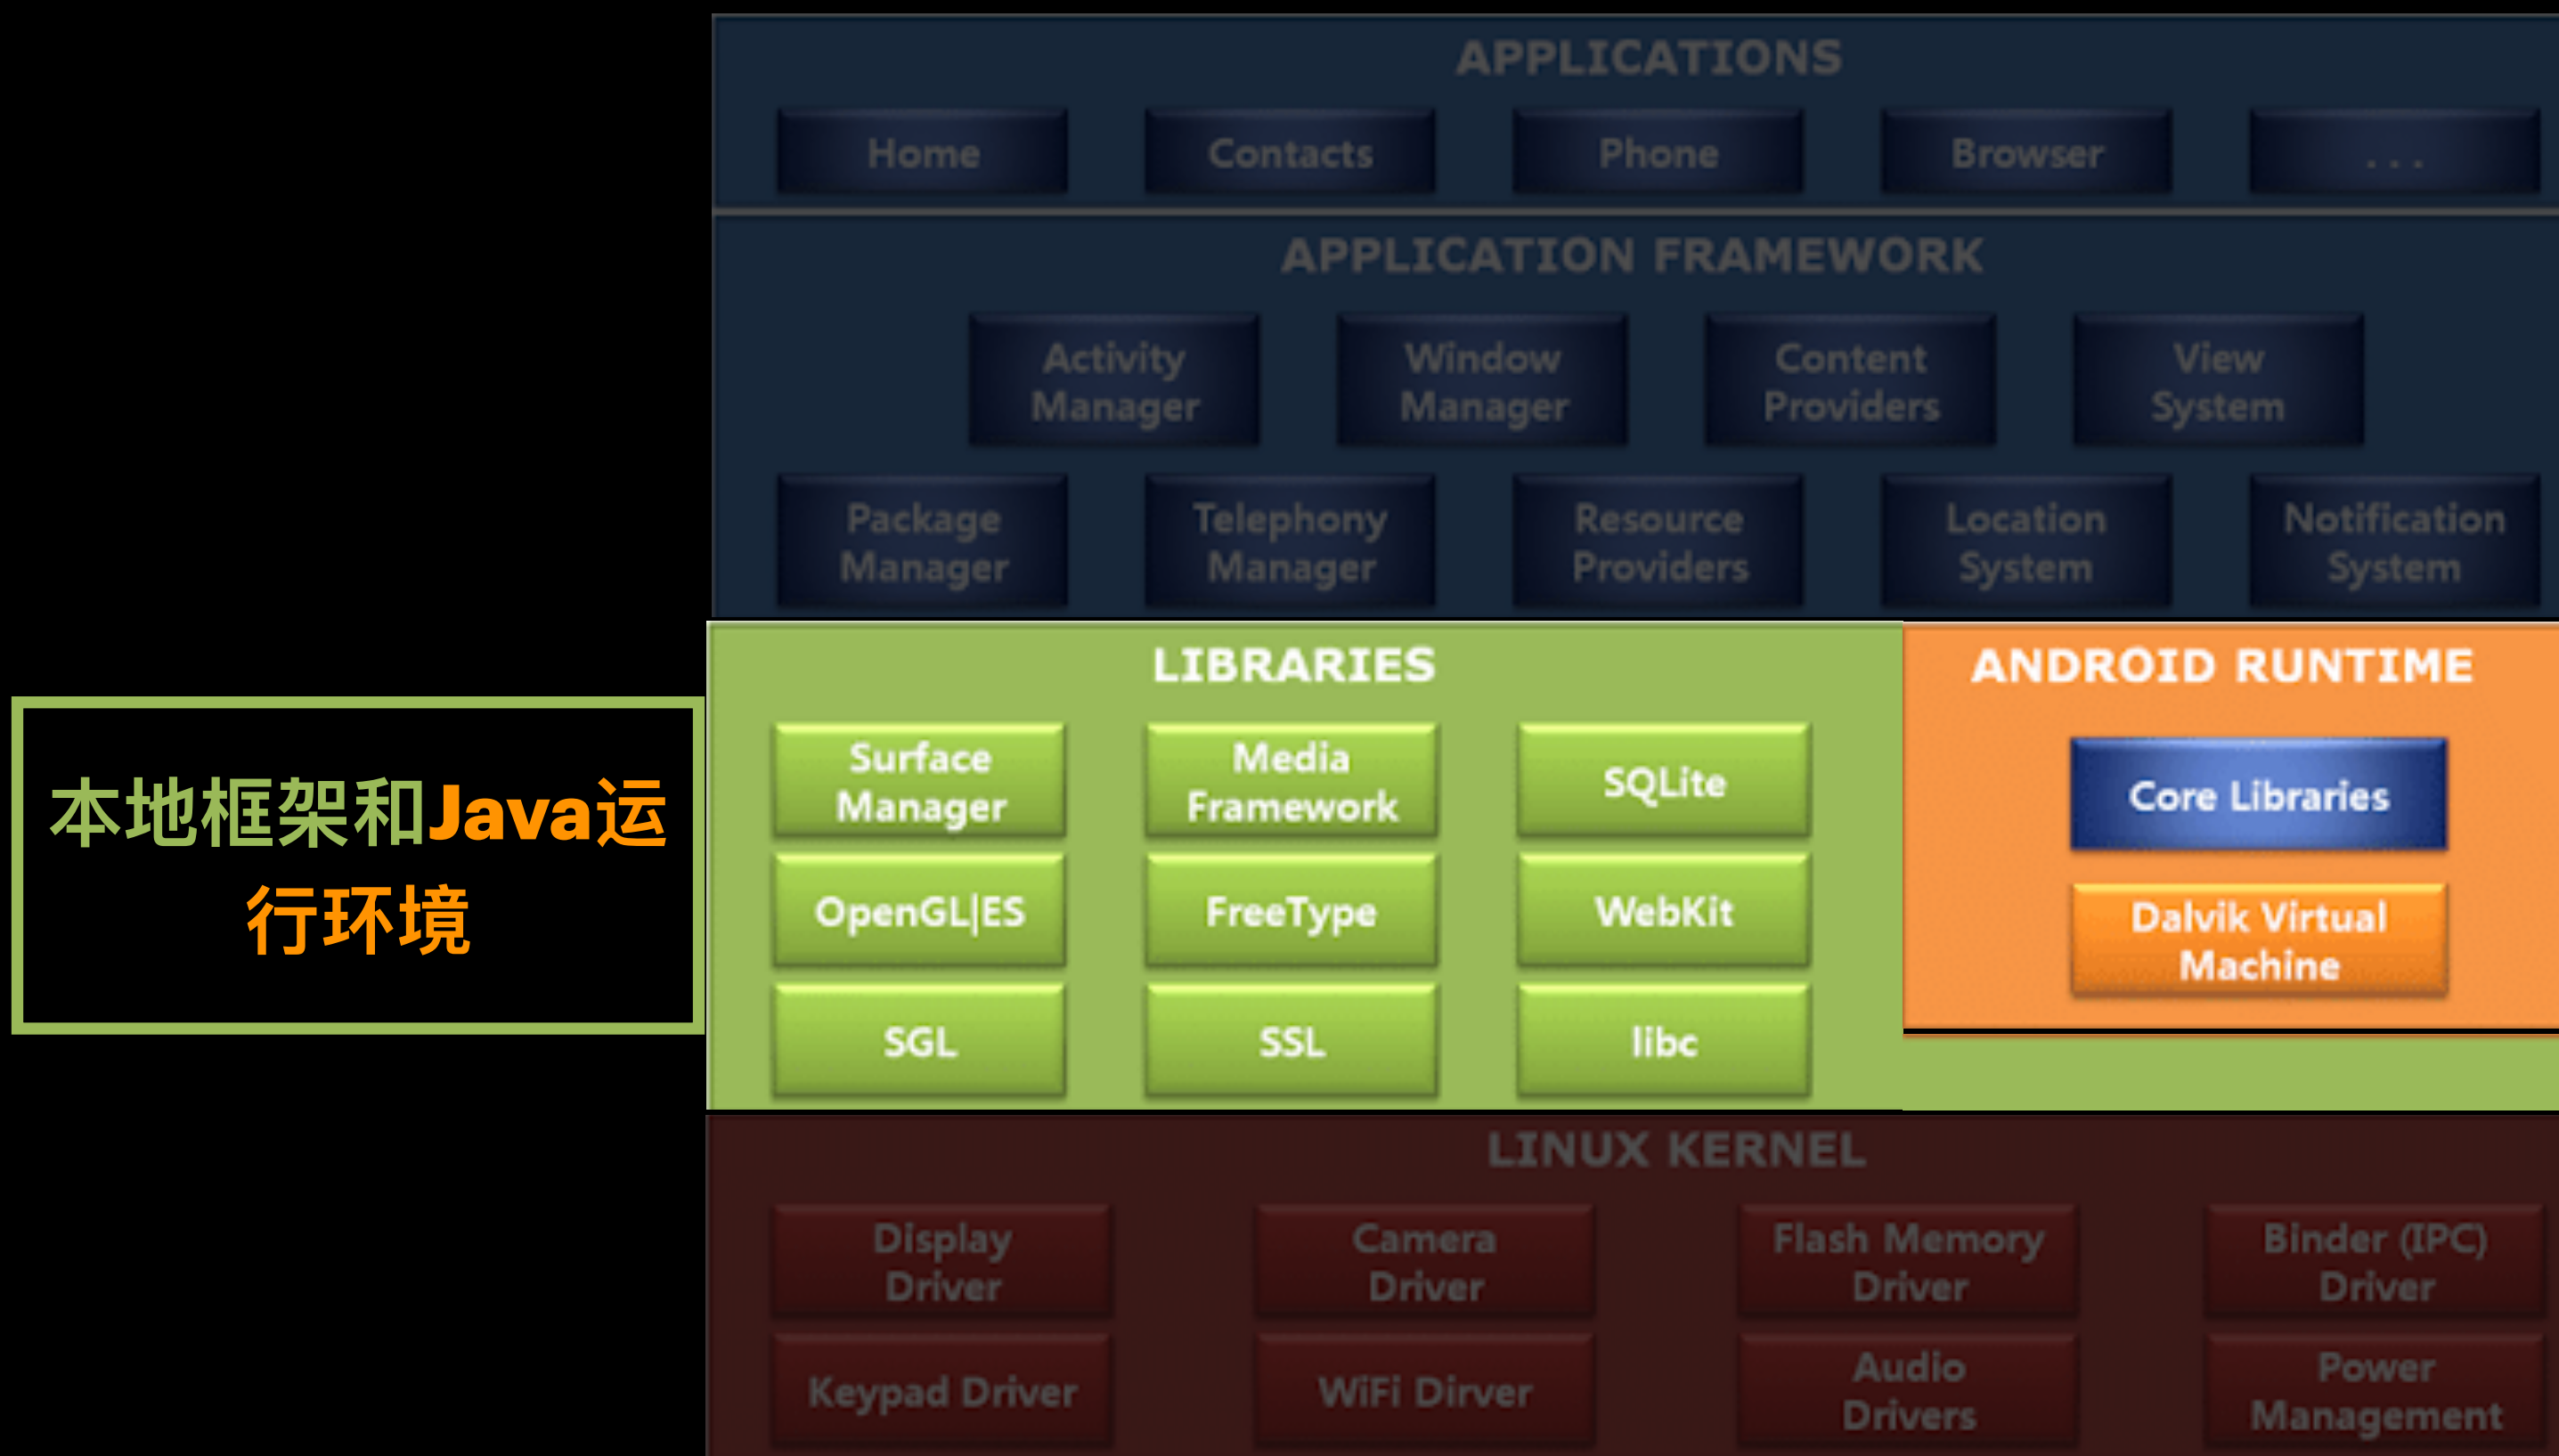 APPLICATIONS
Home
Contacts
Phone
Browser
. . .
APPLICATION FRAMEWORK
Activity
Manager
Window
Manager
Content
Providers
View
System
Package
Manager
Telephony
Manager
Resource
Providers
Location
System
Notification
System
本地框架和Java运
行环境
LIBRARIES
Surface
Manager
Media
Framework
SQLite
OpenGL|ES
FreeType
WebKit
SGL
SSL
libc
ANDROID RUNTIME
Core Libraries
Dalvik Virtual
Machine
LINUX KERNEL
Display
Driver
Camera
Driver
Flash Memory
Driver
Binder (IPC)
Driver
Keypad Driver
WiFi Dirver
Audio
Drivers
Power
Management